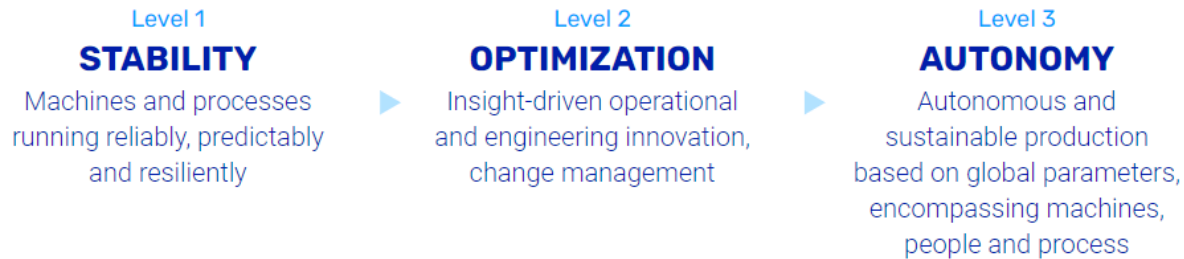 Level 1
STABILITY
Machines and processes
running reliably, predictably
and resiliently
Level 2
OPTIMIZATION
Insight-driven operational
and engineering innovation,
change management
Level 3
AUTONOMY
Autonomous and
sustainable production
based on global parameters,
encompassing machines,
people and process